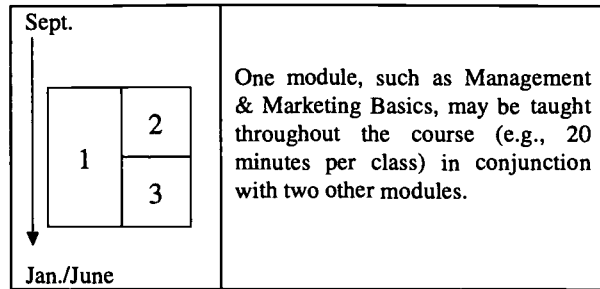 Sept.
1
2
3
Jan./June
One module, such as Management
& Marketing Basics, may be taught
throughout the course (e.g., 20
minutes per class) in conjunction
with two other modules.